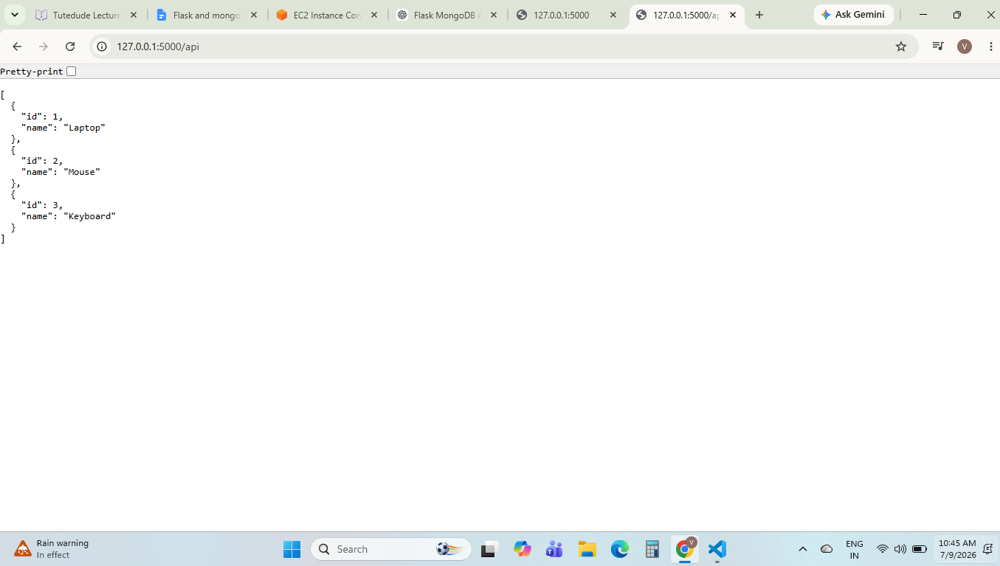 Tutedude Lecture
Flask and mongo
EC2 Instance Con
Flask MongoDB A
127.0.0.1:5000
127.0.0.1:5000/ap
Ask Gemini
127.0.0.1:5000/api
V
Pretty-print
[
  {
    "id": 1,
    "name": "Laptop"
  },
  {
    "id": 2,
    "name": "Mouse"
  },
  {
    "id": 3,
    "name": "Keyboard"
  }
]
Rain warning
In effect
Search
V
ENG
IN
10:45 AM
7/9/2026